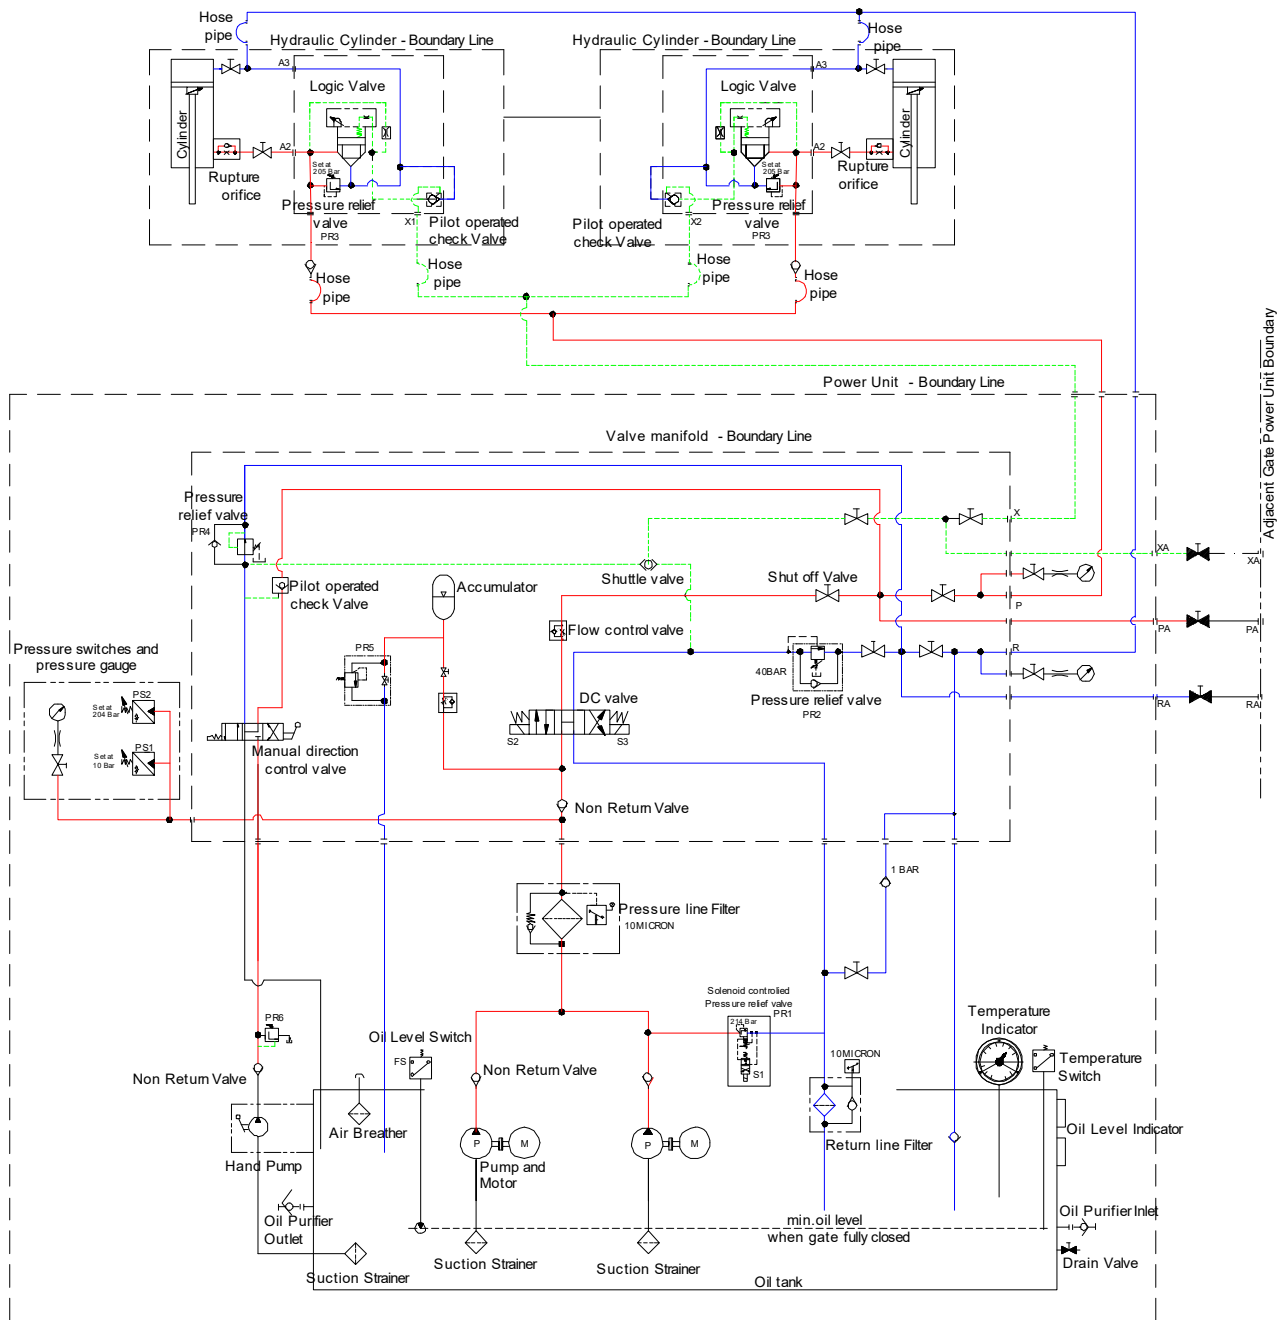 Hose
pipe
Hydraulic Cylinder - Boundary Line
Hydraulic Cylinder - Boundary Line
Hose
pipe
A3
A3
Logic Valve
Logic Valve
Cylinder
Cylinder
A2
A2
Rupture
orifice
Set at
205 Bar
Set at
205 Bar
Rupture
orifice
Pressure relief
valve
PR3
X1
Pilot operated
check Valve
Pilot operated
check Valve
X2
Pressure relief
valve
PR3
Hose
pipe
Hose
pipe
Hose
pipe
Hose
pipe
Adjacent Gate Power Unit Boundary
Power Unit - Boundary Line
Valve manifold - Boundary Line
Pressure
relief valve
PR4
X
XA
XA
Shuttle valve
Shut off Valve
Pilot operated
check Valve
Accumulator
P
PA
PA
Flow control valve
Pressure switches and
pressure gauge
PR5
R
40BAR
Pressure relief valve
PR2
RA
RA
PS2
Set at
204 Bar
PS1
Set at
10 Bar
DC valve
S2
S3
Manual direction
control valve
Non Return Valve
1 BAR
Pressure line Filter
10MICRON
Solenoid controlled
Pressure relief valve
PR1
214 Bar
S1
PR6
Oil Level Switch
FS
Temperature
Indicator
Temperature
Switch
Non Return Valve
Non Return Valve
10MICRON
Air Breather
Hand Pump
P
M
P
M
Pump and
Motor
Return line Filter
Oil Level Indicator
Oil Purifier
Outlet
min.oil level
when gate fully closed
Oil Purifier Inlet
Suction Strainer
Suction Strainer
Suction Strainer
Drain Valve
Oil tank